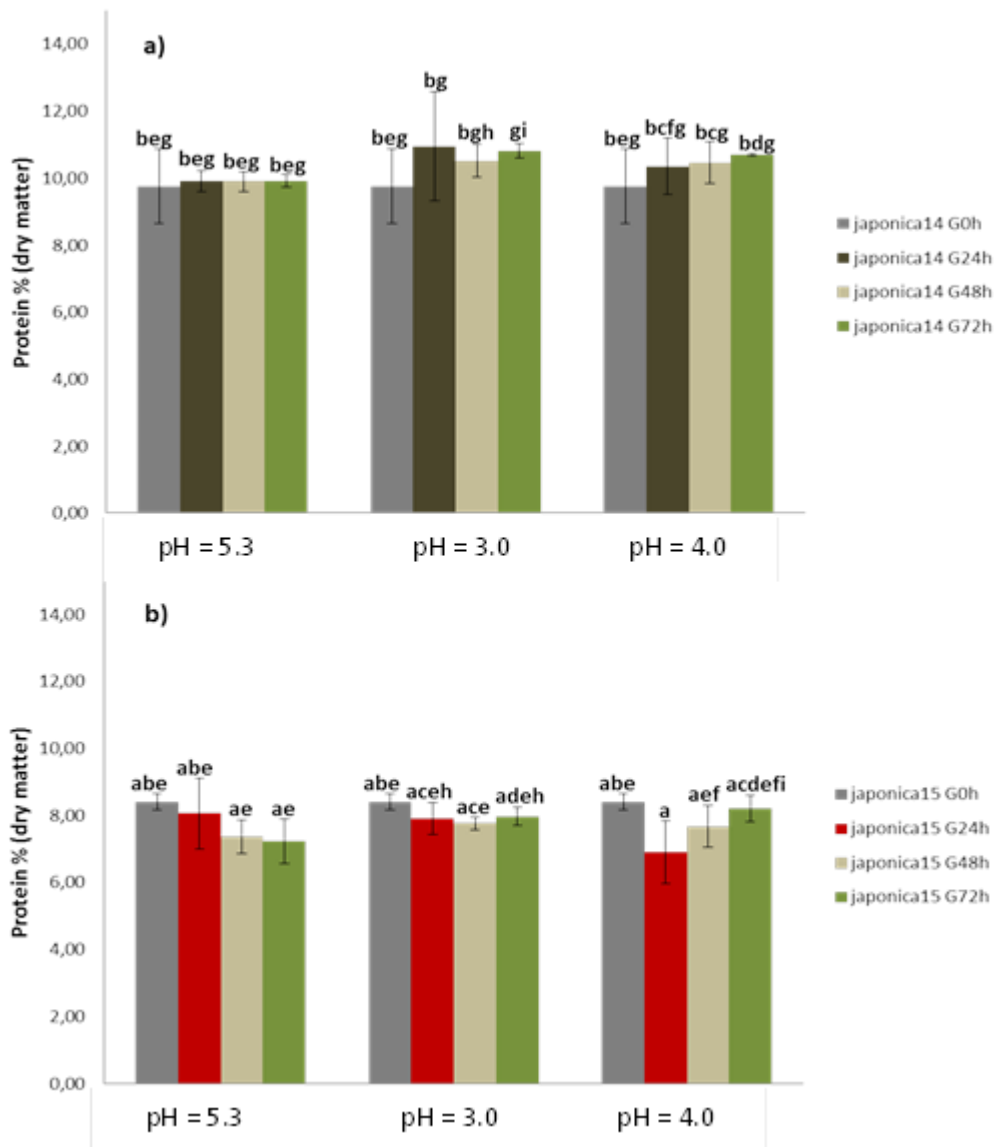 a)
Protein % (dry matter)
14,00
12,00
10,00
8,00
6,00
4,00
2,00
0,00
beg beg beg beg
beg bg bgh gi
beg bcfg bcg bdg
pH = 5.3 pH = 3.0 pH = 4.0
japonica14 G0h
japonica14 G24h
japonica14 G48h
japonica14 G72h
b)
Protein % (dry matter)
14,00
12,00
10,00
8,00
6,00
4,00
2,00
0,00
abe abe ae ae
abe aceh ace adeh
abe a aef acdefi
pH = 5.3 pH = 3.0 pH = 4.0
japonica15 G0h
japonica15 G24h
japonica15 G48h
japonica15 G72h